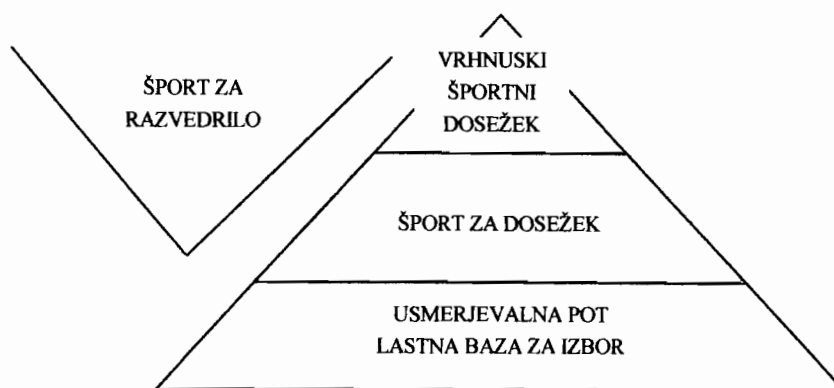 ŠPORT ZA
RAZVEDRILO
VRHNUSKI
ŠPORTNI
DOSEŽEK
ŠPORT ZA DOSEŽEK
USMERJEVALNA POT
LASTNA BAZA ZA IZBOR